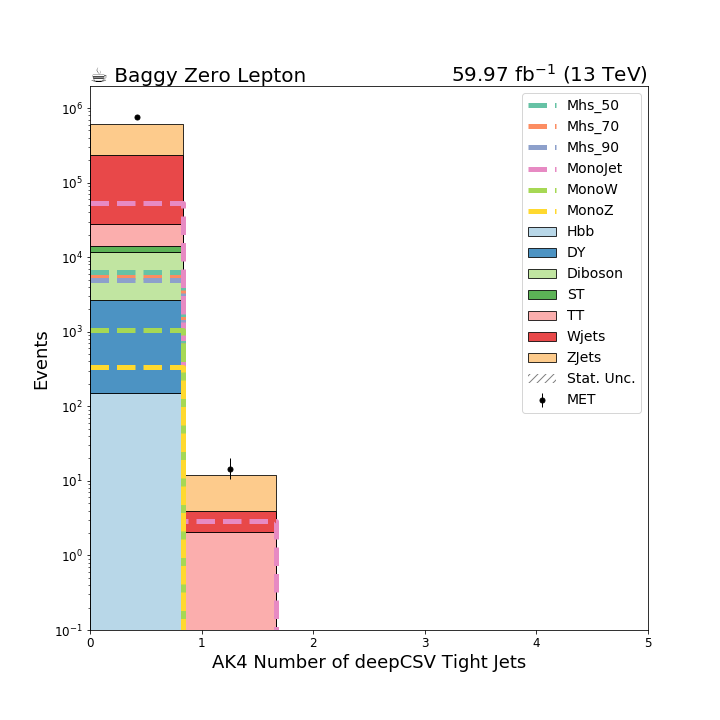 ☕ Baggy Zero Lepton
59.97 fb⁻¹ (13 TeV)
Events
10⁶
10⁵
10⁴
10³
10²
10¹
10⁰
10⁻¹
Mhs_50
Mhs_70
Mhs_90
MonoJet
MonoW
MonoZ
Hbb
DY
Diboson
ST
TT
Wjets
ZJets
Stat. Unc.
MET
0 1 2 3 4 5
AK4 Number of deepCSV Tight Jets